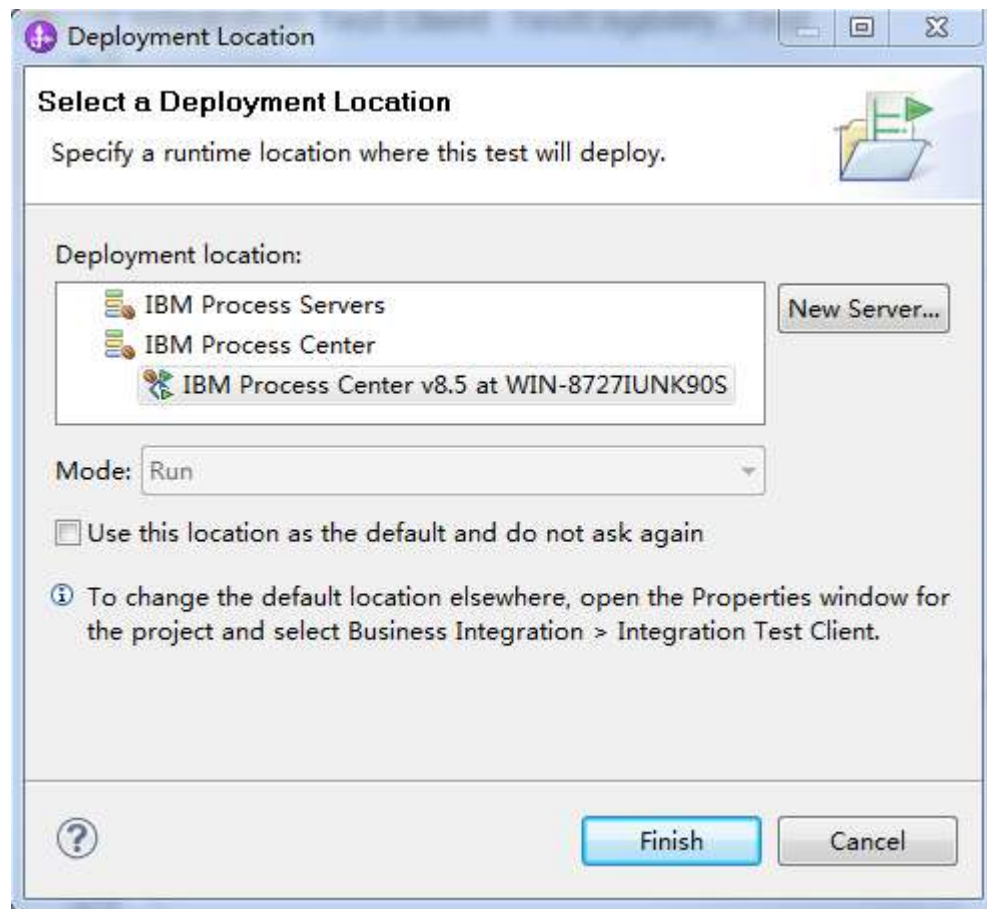 Deployment Location
Select a Deployment Location
Specify a runtime location where this test will deploy.
Deployment location:
IBM Process Servers
New Server...
IBM Process Center
IBM Process Center v8.5 at WIN-8727IUNK90S
Mode: Run
Use this location as the default and do not ask again
To change the default location elsewhere, open the Properties window for
the project and select Business Integration > Integration Test Client.
Finish
Cancel